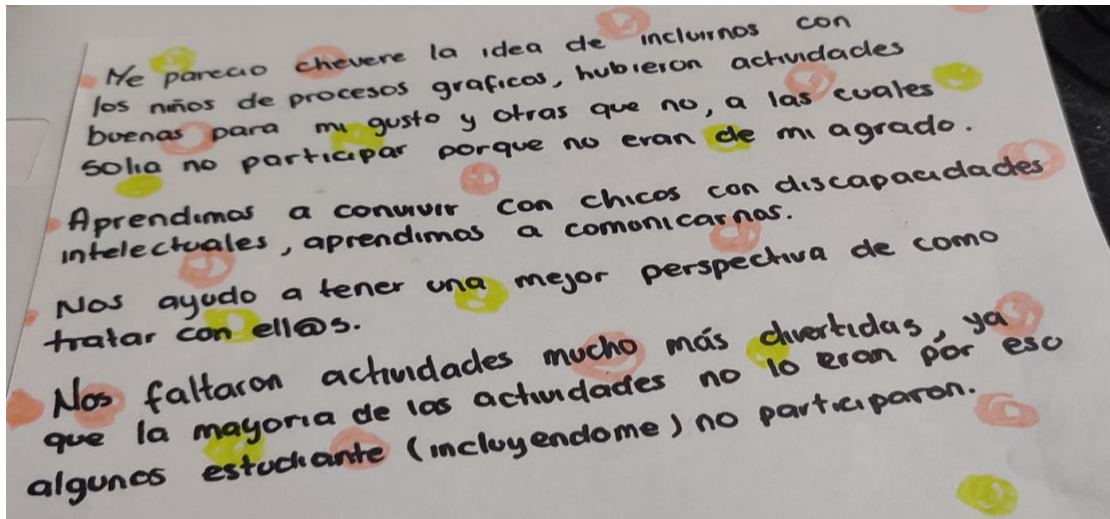 Me parecio chevere la idea de incluirnos con
los niños de procesos graficos, hubieron actividades
buenas para mi gusto y otras que no, a las cuales
solia no participar porque no eran de mi agrado.
Aprendimos a convivir con chicos con discapacidades
intelectuales, aprendimos a comunicarnos.
Nos ayudo a tener una mejor perspectiva de como
tratar con ell@s.
Nos faltaron actividades mucho más divertidas, ya
que la mayoria de las actividades no lo eran por eso
algunos estudiante (incluyendome) no participaron.